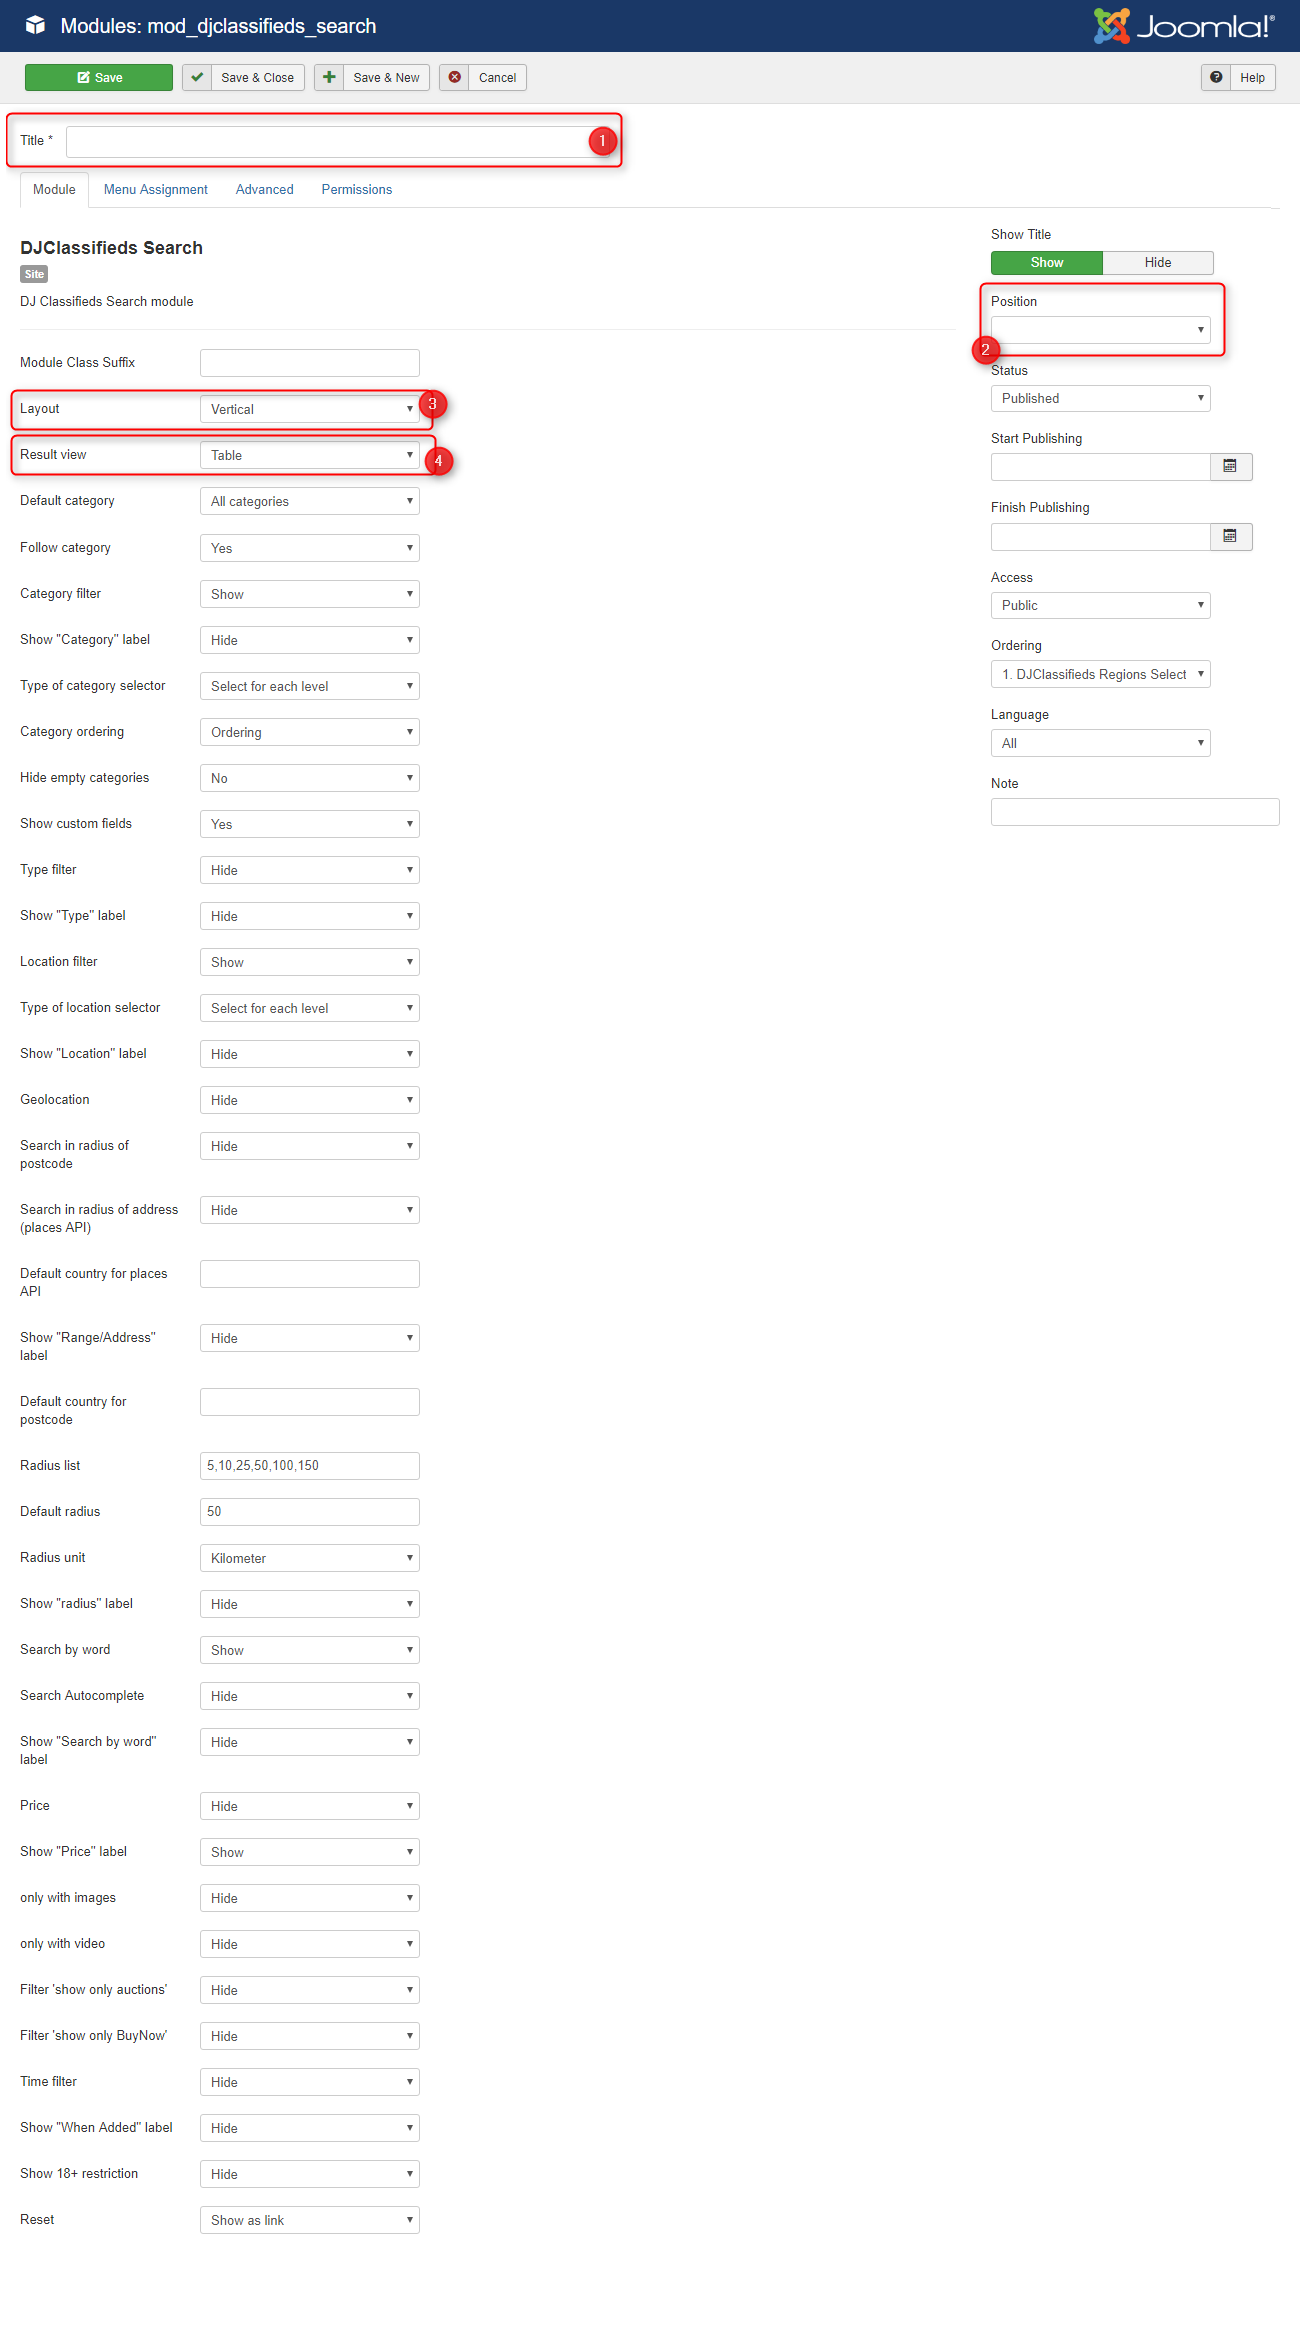 Modules: mod_djclassifieds_search
Joomla!®
Save
Save & Close
Save & New
Cancel
Help
Title *
1
Module
Menu Assignment
Advanced
Permissions
DJClassifieds Search
Site
DJ Classifieds Search module
Module Class Suffix
Layout
Vertical
3
Result view
Table
4
Default category
All categories
Follow category
Yes
Category filter
Show
Show "Category" label
Hide
Type of category selector
Select for each level
Category ordering
Ordering
Hide empty categories
No
Show custom fields
Yes
Type filter
Hide
Show "Type" label
Hide
Location filter
Show
Type of location selector
Select for each level
Show "Location" label
Hide
Geolocation
Hide
Search in radius of
postcode
Hide
Search in radius of address
(places API)
Hide
Default country for places
API
Show "Range/Address"
label
Hide
Default country for
postcode
Radius list
5,10,25,50,100,150
Default radius
50
Radius unit
Kilometer
Show "radius" label
Hide
Search by word
Show
Search Autocomplete
Hide
Show "Search by word"
label
Hide
Price
Hide
Show "Price" label
Show
only with images
Hide
only with video
Hide
Filter 'show only auctions'
Hide
Filter 'show only BuyNow'
Hide
Time filter
Hide
Show "When Added" label
Hide
Show 18+ restriction
Hide
Reset
Show as link
Show Title
Show
Hide
Position
2
Status
Published
Start Publishing
Finish Publishing
Access
Public
Ordering
1. DJClassifieds Regions Select
Language
All
Note